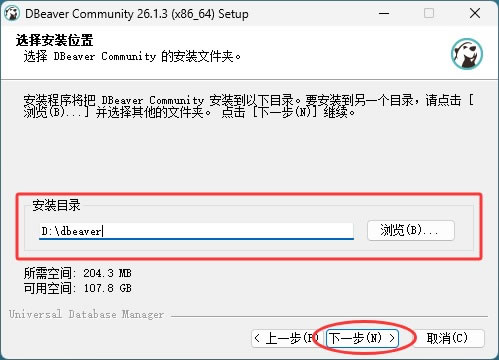 DBeaver Community 26.1.3 (x86_64) Setup
选择安装位置
选择 DBeaver Community 的安装文件夹。
安装程序将把 DBeaver Community 安装到以下目录。要安装到另一个目录，请点击 [
浏览(B)...] 并选择其他的文件夹。 点击 [下一步(N)] 继续。
安装目录
D:\dbeaver
浏览(B)...
所需空间: 204.3 MB
可用空间: 107.8 GB
Universal Database Manager
< 上一步(P) 下一步(N) > 取消(C)